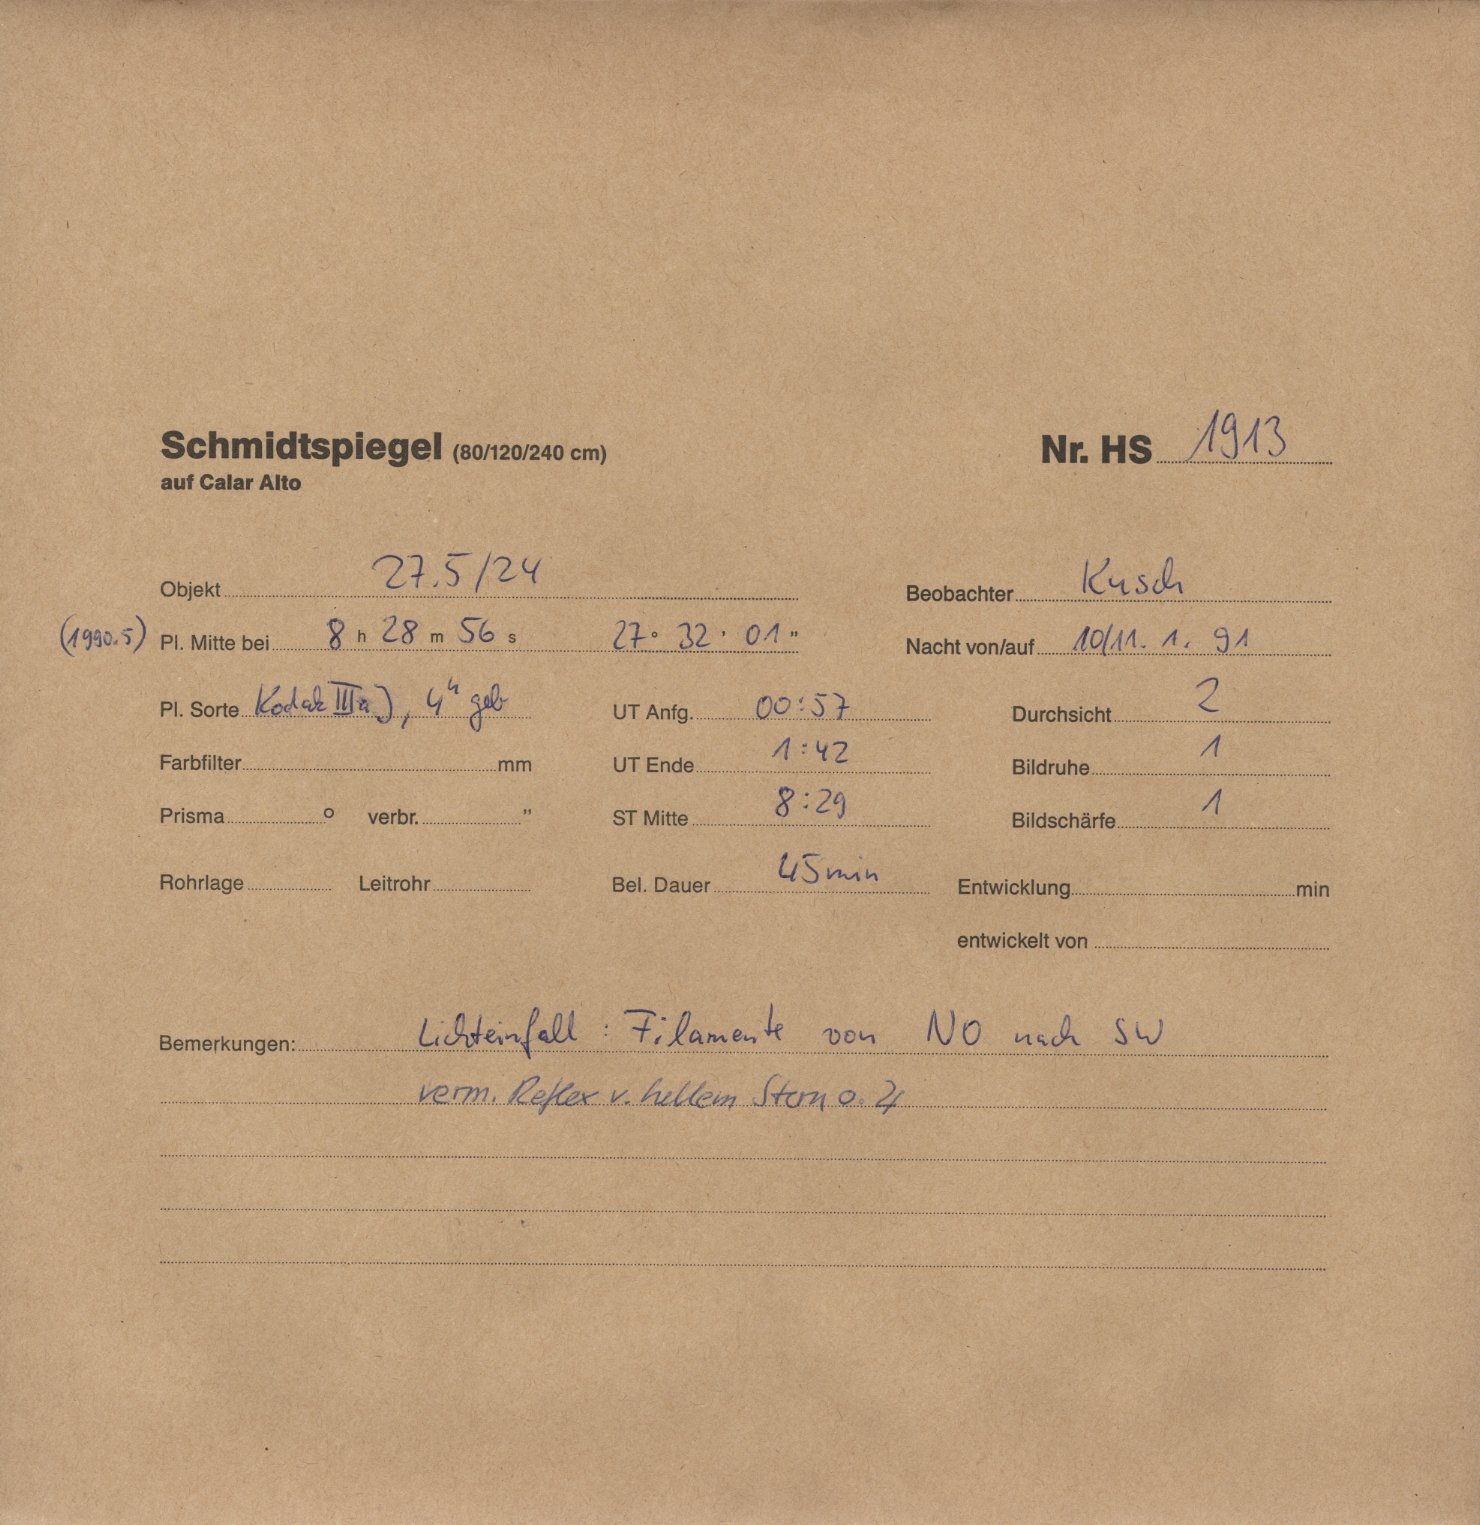 Schmidtspiegel (80/120/240 cm) Nr. HS 1913
auf Calar Alto
Objekt 27.5/24 Beobachter Kusch
(1990.5) Pl. Mitte bei 8 h 28 m 56 s 27° 32' 01" Nacht von/auf 10/11. 1. 91
Pl. Sorte Kodak IIIaJ, 4h geb UT Anfg. 00:57 Durchsicht 2
Farbfilter mm UT Ende 1:42 Bildruhe 1
Prisma ° verbr. " ST Mitte 8:29 Bildschärfe 1
Rohrlage Leitrohr Bel. Dauer 45min Entwicklung min
entwickelt von
Bemerkungen: Lichteinfall : Filamente von NO nach SW
verm. Reflex v. hellem Stern o. ♃